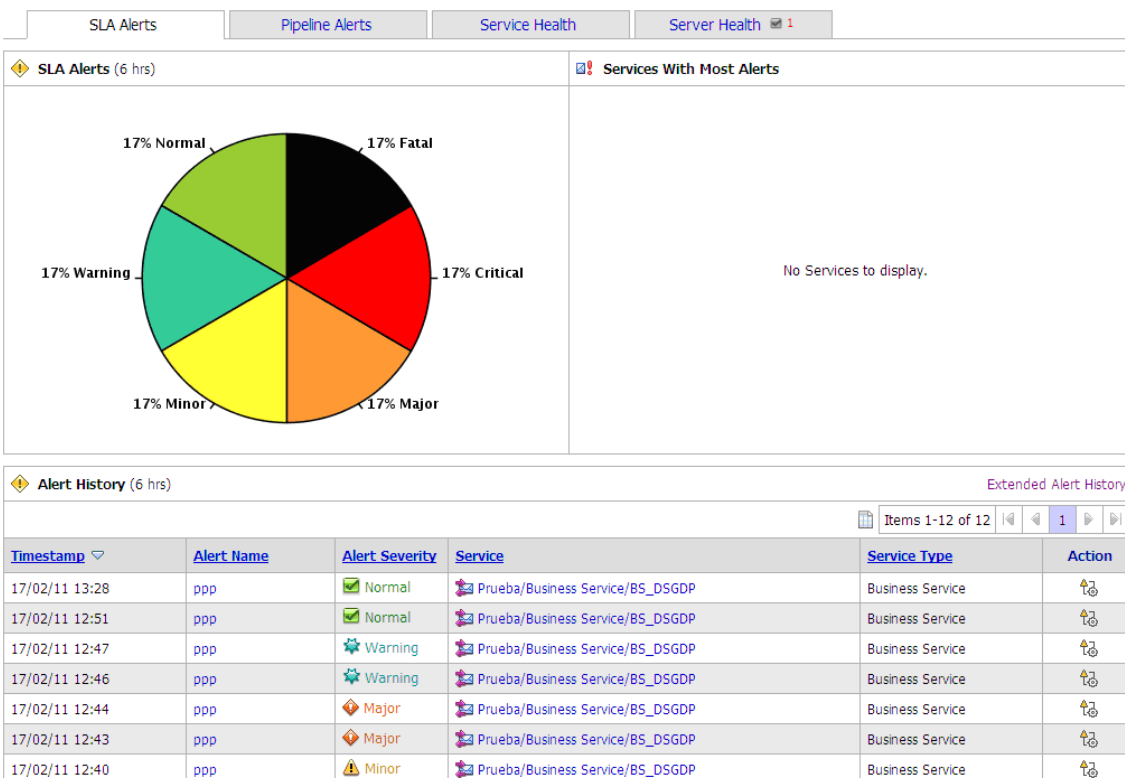 SLA Alerts Pipeline Alerts Service Health Server Health 1
SLA Alerts (6 hrs)
Services With Most Alerts
17% Normal 17% Fatal
17% Warning 17% Critical
17% Minor 17% Major
No Services to display.
Alert History (6 hrs)
Extended Alert History
Items 1-12 of 12 1
Timestamp Alert Name Alert Severity Service Service Type Action
17/02/11 13:28 ppp Normal Prueba/Business Service/BS_DSGDP Business Service
17/02/11 12:51 ppp Normal Prueba/Business Service/BS_DSGDP Business Service
17/02/11 12:47 ppp Warning Prueba/Business Service/BS_DSGDP Business Service
17/02/11 12:46 ppp Warning Prueba/Business Service/BS_DSGDP Business Service
17/02/11 12:44 ppp Major Prueba/Business Service/BS_DSGDP Business Service
17/02/11 12:43 ppp Major Prueba/Business Service/BS_DSGDP Business Service
17/02/11 12:40 ppp Minor Prueba/Business Service/BS_DSGDP Business Service